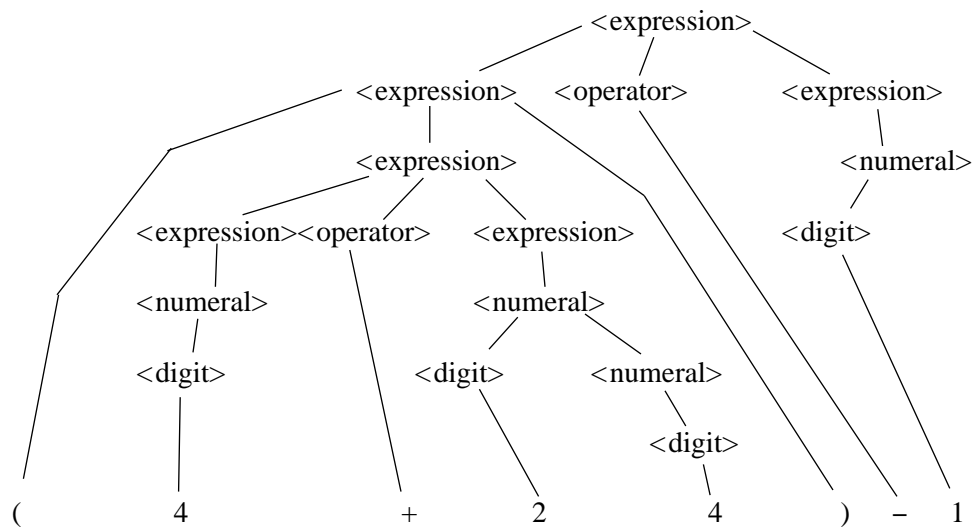 <expression>
<expression> <operator> <expression>
<expression> <numeral>
<expression> <operator> <expression> <digit>
<numeral> <numeral>
<digit> <digit> <numeral>
<digit>
( 4 + 2 4 ) − 1